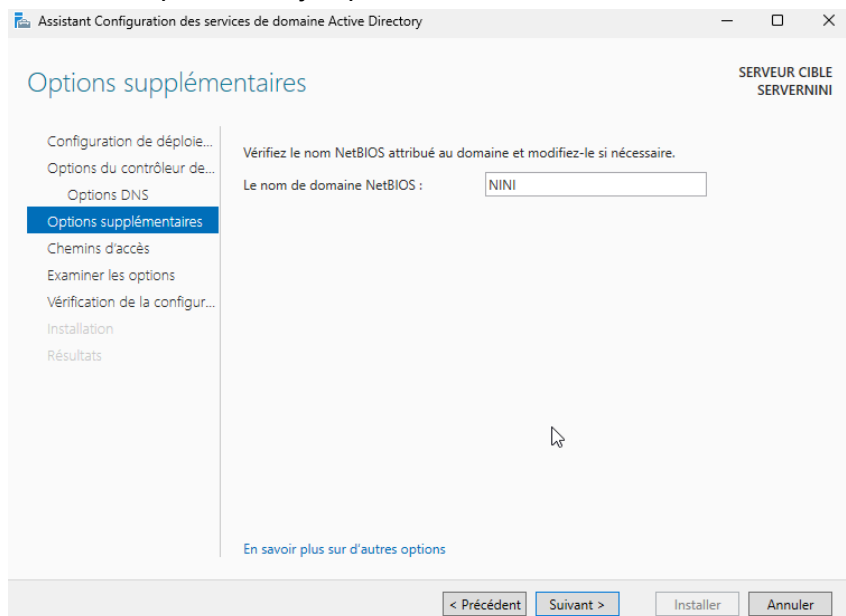 Assistant Configuration des services de domaine Active Directory
Options supplémentaires
SERVEUR CIBLE
SERVERNINI
Configuration de déploie...
Options du contrôleur de...
Options DNS
Options supplémentaires
Chemins d'accès
Examiner les options
Vérification de la configur...
Installation
Résultats
Vérifiez le nom NetBIOS attribué au domaine et modifiez-le si nécessaire.
Le nom de domaine NetBIOS : NINI
En savoir plus sur d'autres options
< Précédent Suivant > Installer Annuler